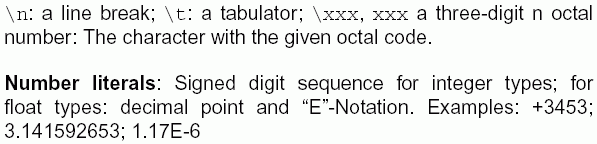 \n: a line break; \t: a tabulator; \xxx, xxx a three-digit n octal
number: The character with the given octal code.
Number literals: Signed digit sequence for integer types; for
float types: decimal point and “E”-Notation. Examples: +3453;
3.141592653; 1.17E-6